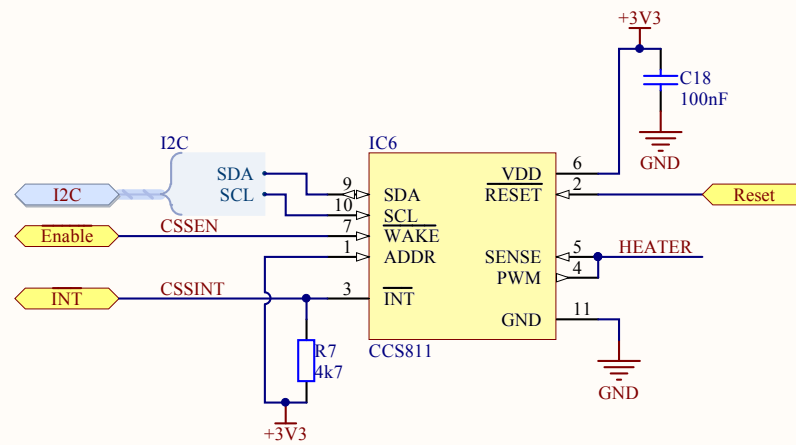 +3V3
C18
100nF
GND
I2C
IC6
SDA
SCL
I2C
Enable
CSSEN
INT
CSSINT
9
10
7
1
3
SDA
SCL
WAKE
ADDR
INT
VDD
RESET
SENSE
PWM
GND
6
2
5
4
11
Reset
HEATER
CCS811
R7
4k7
+3V3
GND